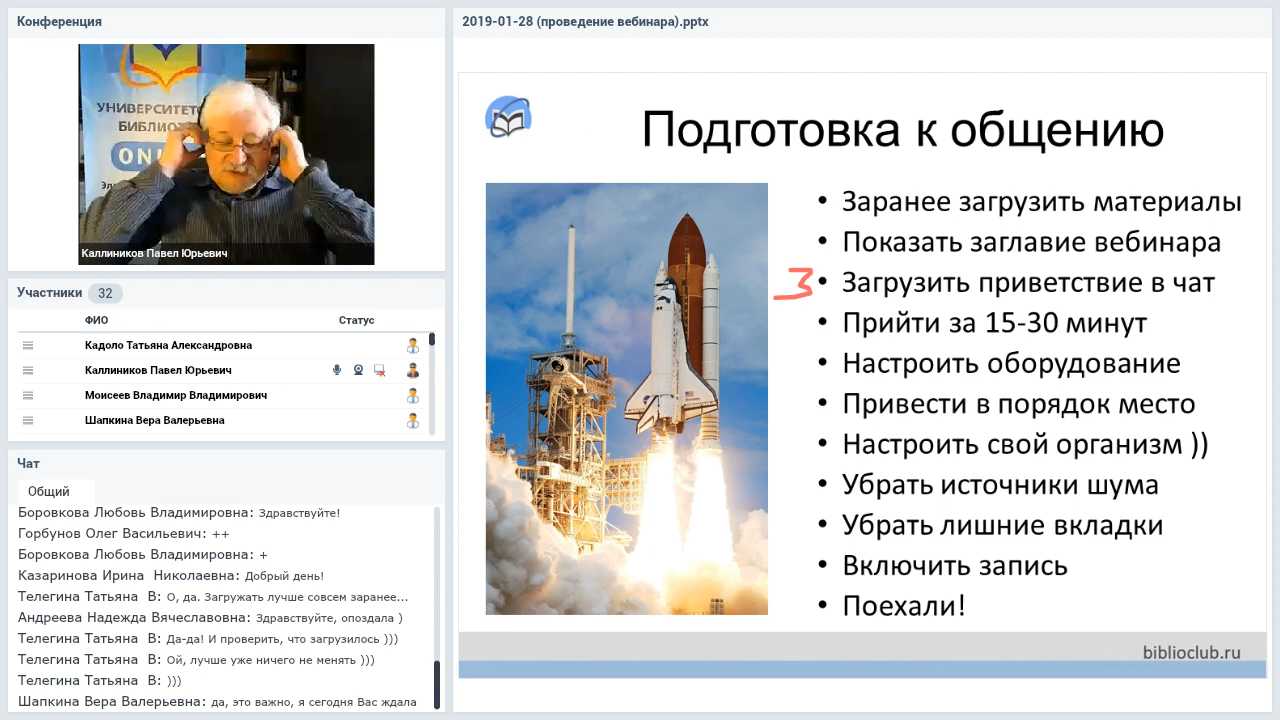 Конференция
УНИВЕРСИТЕТ
БИБЛИО
ONLI
Каллиников Павел Юрьевич
Участники 32
ФИО Статус
Кадоло Татьяна Александровна
Каллиников Павел Юрьевич
Моисеев Владимир Владимирович
Шапкина Вера Валерьевна
Чат
Общий
Боровкова Любовь Владимировна: Здравствуйте!
Горбунов Олег Васильевич: ++
Боровкова Любовь Владимировна: +
Казаринова Ирина Николаевна: Добрый день!
Телегина Татьяна В: О, да. Загружать лучше совсем заранее...
Андреева Надежда Вячеславовна: Здравствуйте, опоздала )
Телегина Татьяна В: Да-да! И проверить, что загрузилось )))
Телегина Татьяна В: Ой, лучше уже ничего не менять )))
Телегина Татьяна В: )))
Шапкина Вера Валерьевна: да, это важно, я сегодня Вас ждала
2019-01-28 (проведение вебинара).pptx
Подготовка к общению
• Заранее загрузить материалы
• Показать заглавие вебинара
• Загрузить приветствие в чат
• Прийти за 15-30 минут
• Настроить оборудование
• Привести в порядок место
• Настроить свой организм ))
• Убрать источники шума
• Убрать лишние вкладки
• Включить запись
• Поехали!
biblioclub.ru